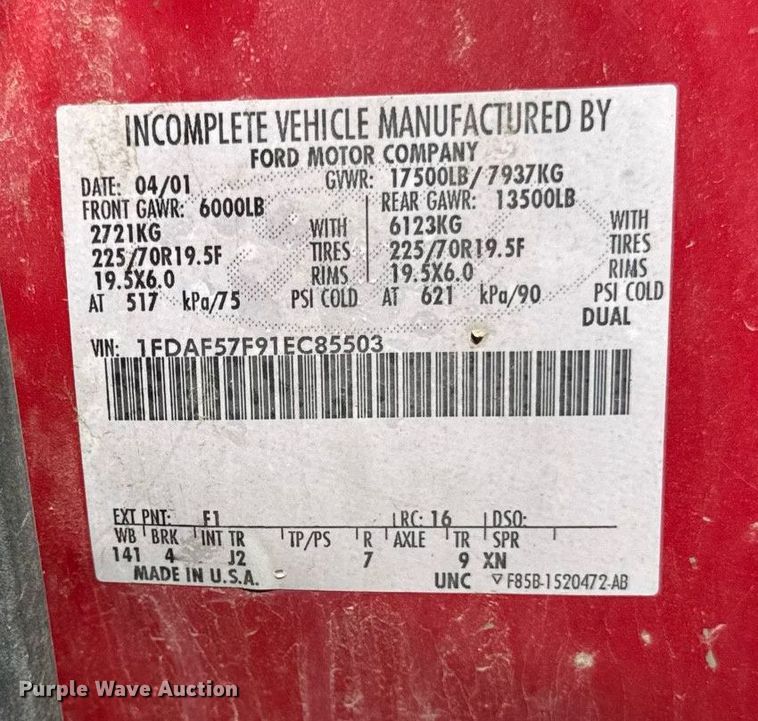 INCOMPLETE VEHICLE MANUFACTURED BY
FORD MOTOR COMPANY
DATE: 04/01 GVWR: 17500LB/ 7937KG
FRONT GAWR: 6000LB REAR GAWR: 13500LB
2721KG WITH 6123KG WITH
225/70R19.5F TIRES 225/70R19.5F TIRES
19.5X6.0 RIMS 19.5X6.0 RIMS
AT 517 kPa/75 PSI COLD AT 621 kPa/90 PSI COLD
DUAL
VIN: 1FDAF57F91EC85503
EXT PNT: F1 RC: 16 DSO:
WB BRK INT TR TP/PS R AXLE TR SPR
141 4 J2 7 9 XN
MADE IN U.S.A. UNC ▽F85B-1520472-AB
Purple Wave Auction